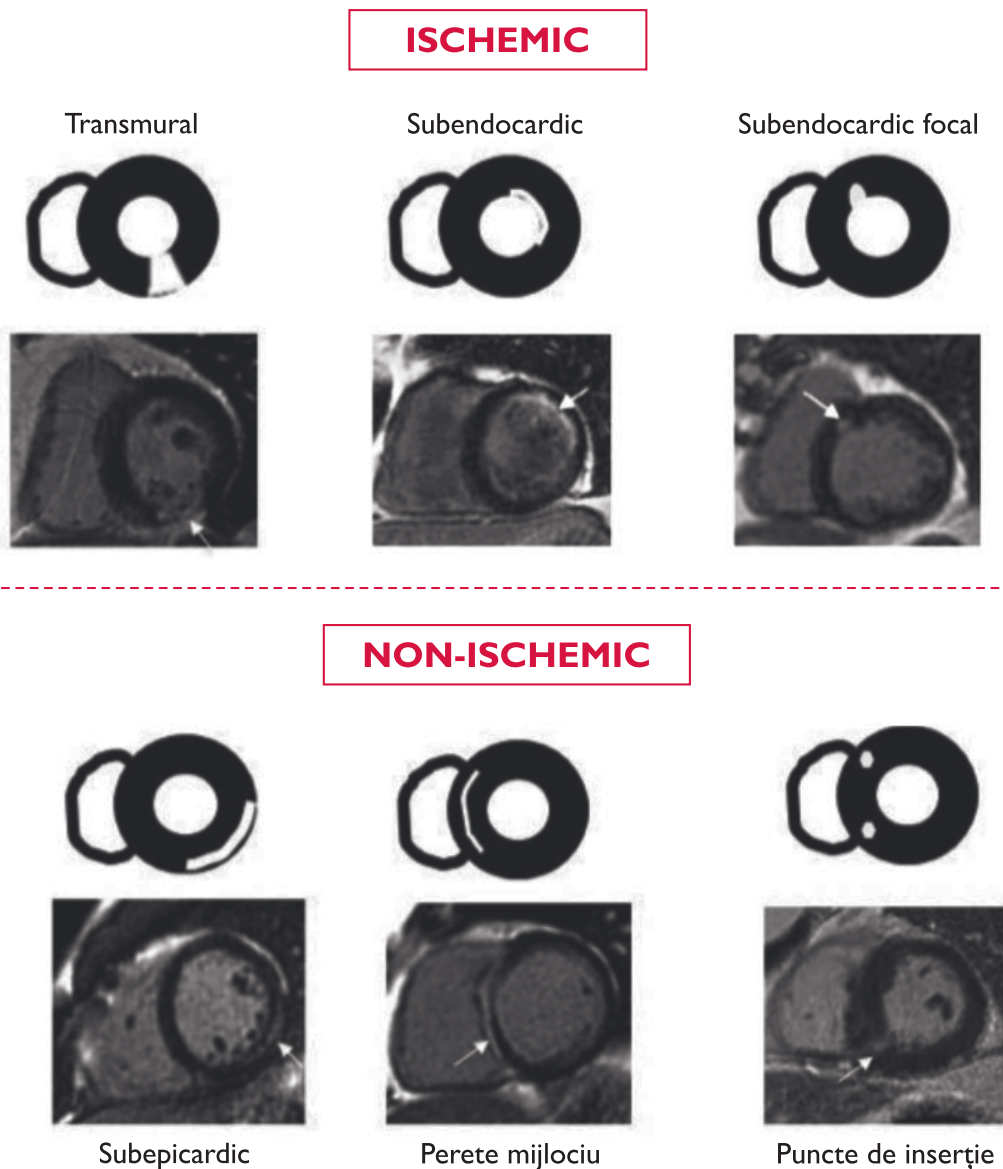 ISCHEMIC
Transmural
Subendocardic
Subendocardic focal
NON-ISCHEMIC
Subepicardic
Perete mijlociu
Puncte de inserție